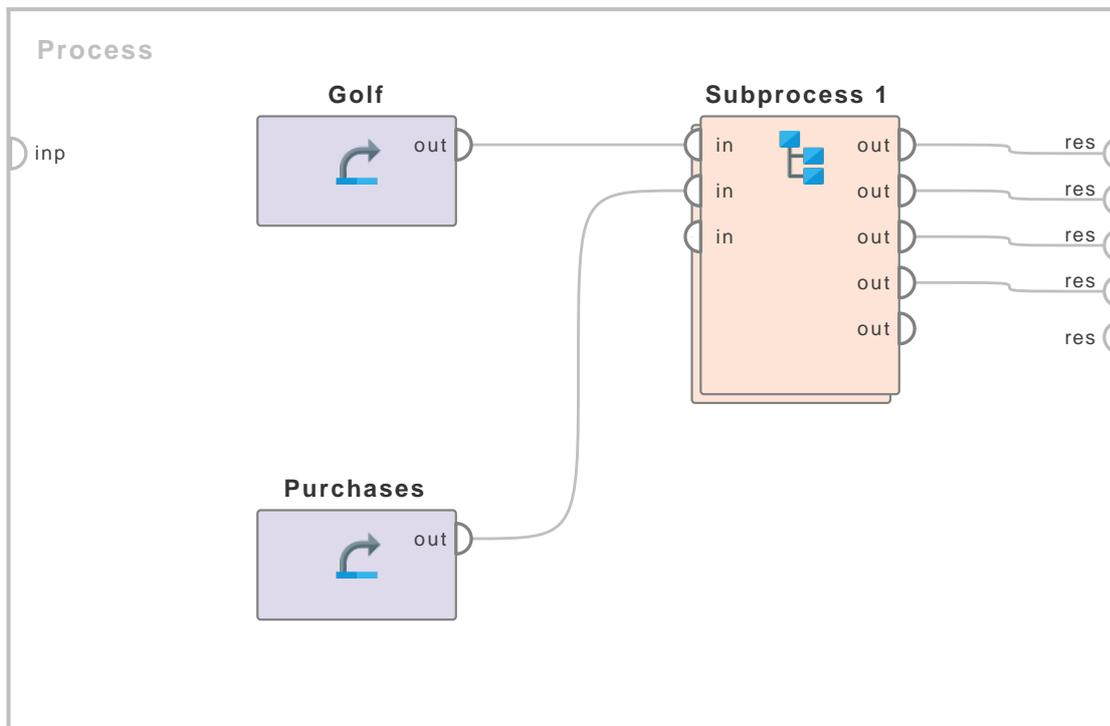 Process
Golf
Subprocess 1
inp
out
in
out
res
in
out
res
in
out
res
out
res
out
res
Purchases
out